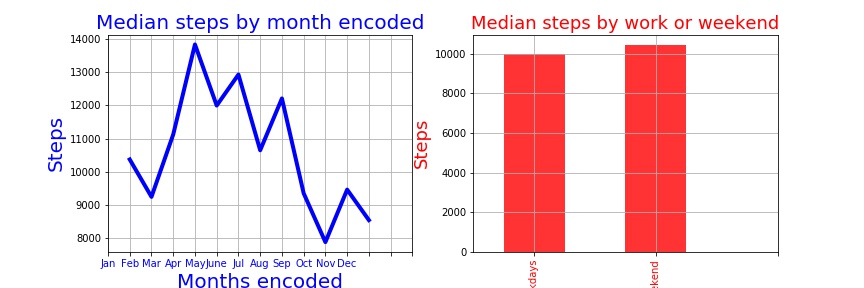 Median steps by month encoded
14000
13000
12000
11000
10000
9000
8000
Steps
Jan Feb Mar Apr May June Jul Aug Sep Oct Nov Dec
Months encoded
Median steps by work or weekend
10000
8000
6000
4000
2000
0
Steps
kdays
ekend